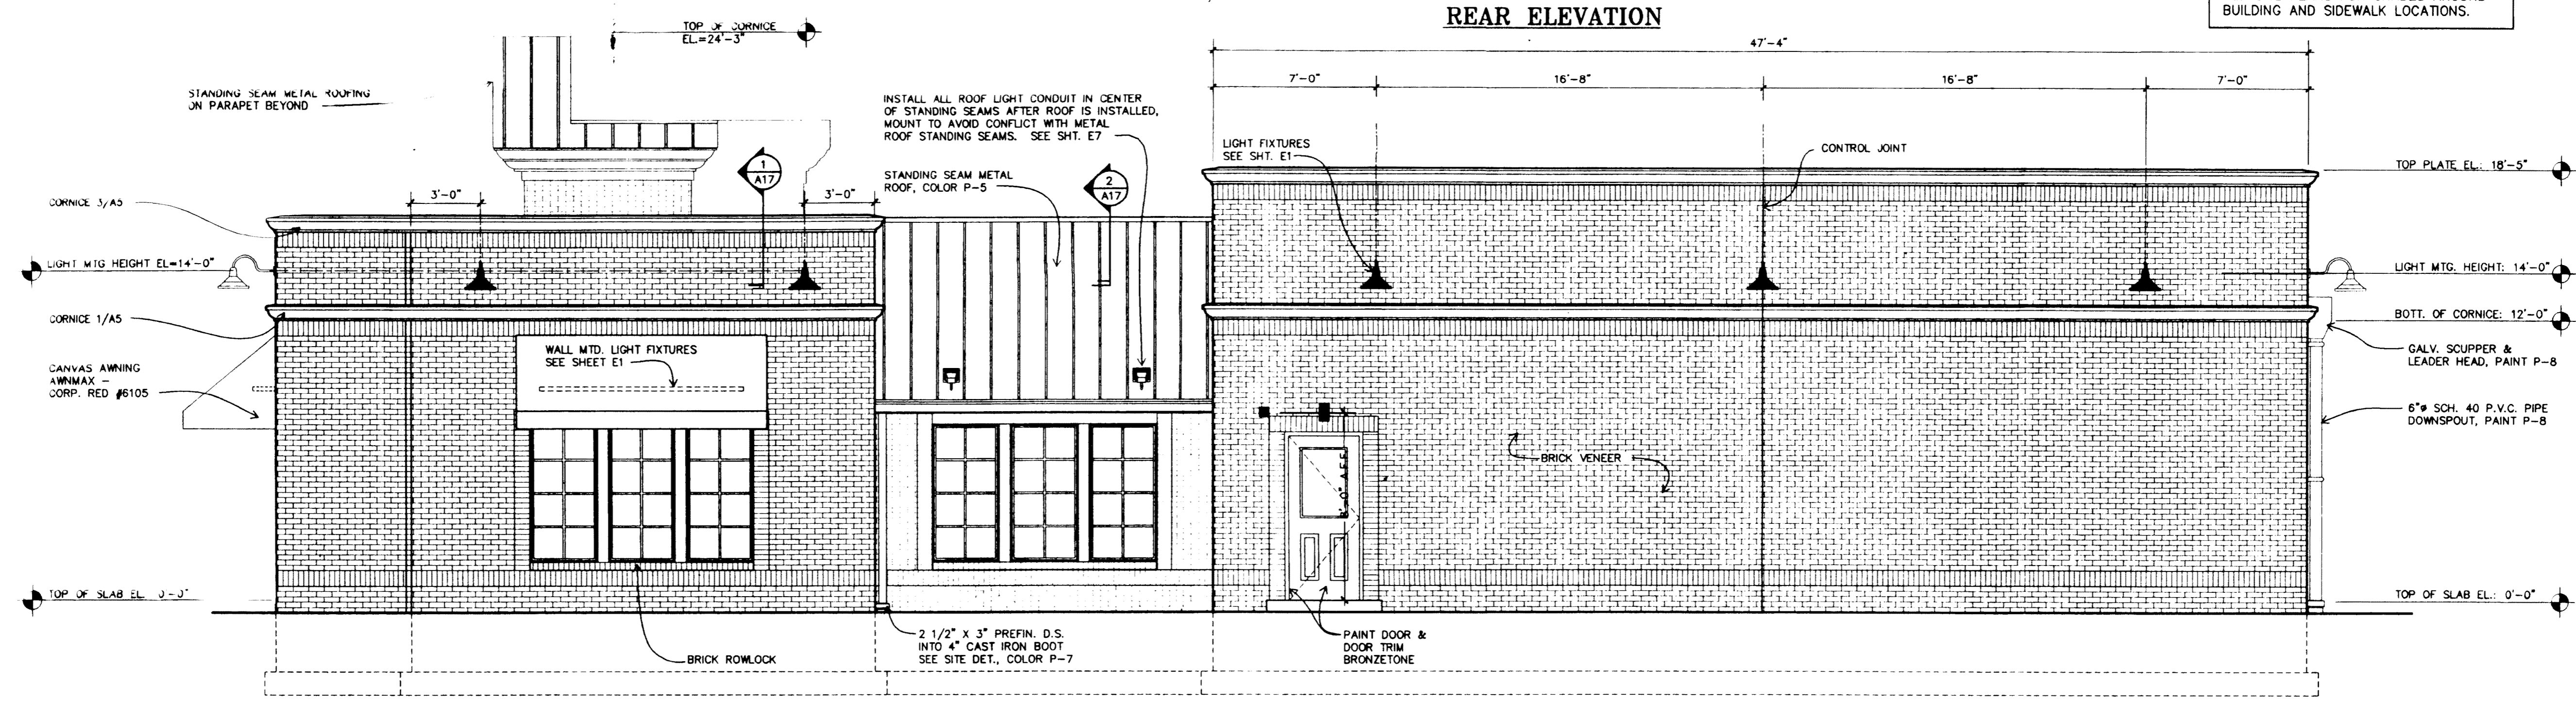 REAR ELEVATION
BUILDING AND SIDEWALK LOCATIONS.
TOP OF CORNICE
EL.=24'-3"
47'-4"
7'-0"
16'-8"
16'-8"
7'-0"
STANDING SEAM METAL ROOFING
ON PARAPET BEYOND
INSTALL ALL ROOF LIGHT CONDUIT IN CENTER
OF STANDING SEAMS AFTER ROOF IS INSTALLED,
MOUNT TO AVOID CONFLICT WITH METAL
ROOF STANDING SEAMS. SEE SHT. E7
LIGHT FIXTURES
SEE SHT. E1
CONTROL JOINT
TOP PLATE EL.: 18'-5"
1
A17
2
A17
STANDING SEAM METAL
ROOF, COLOR P-5
3'-0"
3'-0"
CORNICE 3/A5
LIGHT MTG HEIGHT EL=14'-0"
LIGHT MTG. HEIGHT: 14'-0"
CORNICE 1/A5
BOTT. OF CORNICE: 12'-0"
WALL MTD. LIGHT FIXTURES
SEE SHEET E1
GALV. SCUPPER &
LEADER HEAD, PAINT P-8
CANVAS AWNING
AWNMAX -
CORP. RED #6105
6"ø SCH. 40 P.V.C. PIPE
DOWNSPOUT, PAINT P-8
BRICK VENEER
8'-0" A.F.F.
TOP OF SLAB EL. 0'-0"
TOP OF SLAB EL.: 0'-0"
BRICK ROWLOCK
2 1/2" X 3" PREFIN. D.S.
INTO 4" CAST IRON BOOT
SEE SITE DET., COLOR P-7
PAINT DOOR &
DOOR TRIM
BRONZETONE